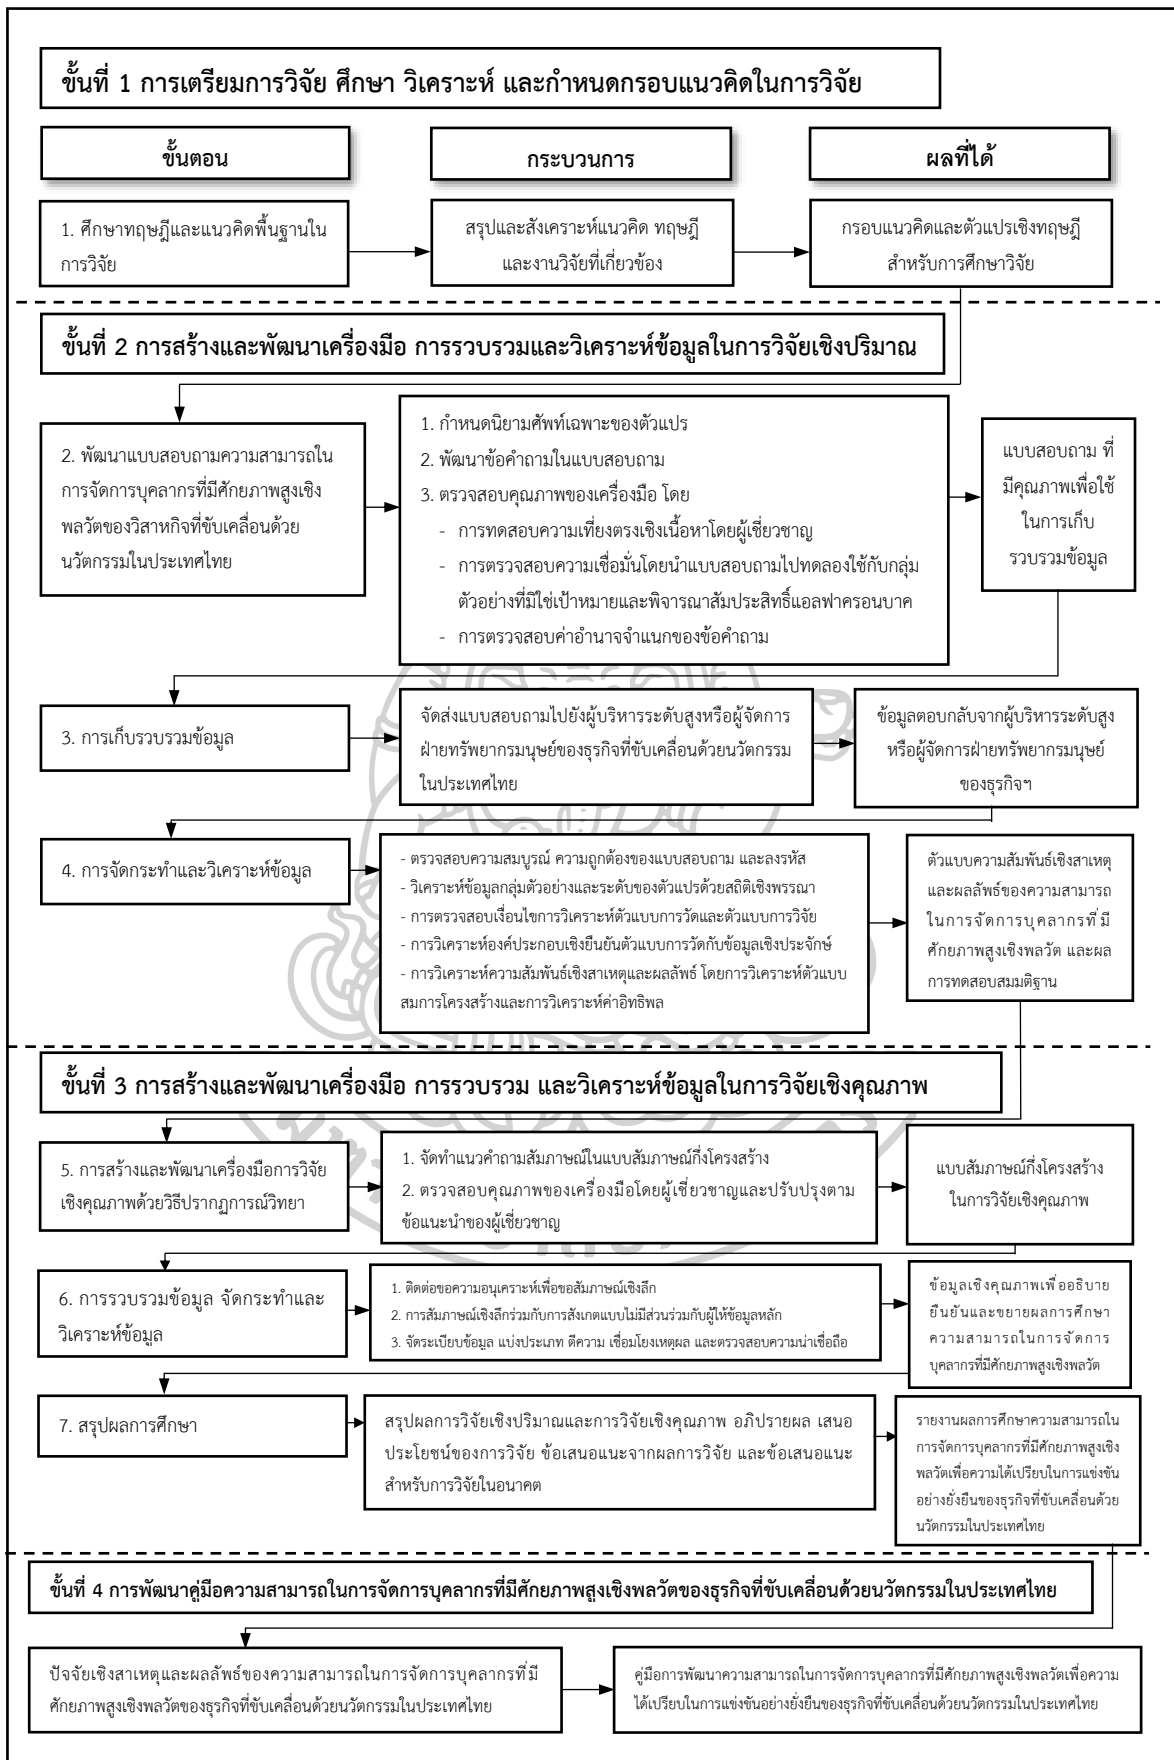 ขั้นที่ 1 การเตรียมการวิจัย ศึกษา วิเคราะห์ และกำหนดกรอบแนวคิดในการวิจัย
ขั้นตอน
กระบวนการ
ผลที่ได้
1. ศึกษาทฤษฎีและแนวคิดพื้นฐานใน
การวิจัย
สรุปและสังเคราะห์แนวคิด ทฤษฎี
และงานวิจัยที่เกี่ยวข้อง
กรอบแนวคิดและตัวแปรเชิงทฤษฎี
สำหรับการศึกษาวิจัย
ขั้นที่ 2 การสร้างและพัฒนาเครื่องมือ การรวบรวมและวิเคราะห์ข้อมูลในการวิจัยเชิงปริมาณ
2. พัฒนาแบบสอบถามความสามารถใน
การจัดการบุคลากรที่มีศักยภาพสูงเชิง
พลวัตของวิสาหกิจที่ขับเคลื่อนด้วย
นวัตกรรมในประเทศไทย
1. กำหนดนิยามศัพท์เฉพาะของตัวแปร
2. พัฒนาข้อคำถามในแบบสอบถาม
3. ตรวจสอบคุณภาพของเครื่องมือ โดย
- การทดสอบความเที่ยงตรงเชิงเนื้อหาโดยผู้เชี่ยวชาญ
- การตรวจสอบความเชื่อมั่นโดยนำแบบสอบถามไปทดลองใช้กับกลุ่ม
ตัวอย่างที่มิใช่เป้าหมายและพิจารณาสัมประสิทธิ์แอลฟาครอนบาค
- การตรวจสอบค่าอำนาจจำแนกของข้อคำถาม
แบบสอบถาม ที่
มีคุณภาพเพื่อใช้
ในการเก็บ
รวบรวมข้อมูล
3. การเก็บรวบรวมข้อมูล
จัดส่งแบบสอบถามไปยังผู้บริหารระดับสูงหรือผู้จัดการ
ฝ่ายทรัพยากรมนุษย์ของธุรกิจที่ขับเคลื่อนด้วยนวัตกรรม
ในประเทศไทย
ข้อมูลตอบกลับจากผู้บริหารระดับสูง
หรือผู้จัดการฝ่ายทรัพยากรมนุษย์
ของธุรกิจฯ
4. การจัดกระทำและวิเคราะห์ข้อมูล
- ตรวจสอบความสมบูรณ์ ความถูกต้องของแบบสอบถาม และลงรหัส
- วิเคราะห์ข้อมูลกลุ่มตัวอย่างและระดับของตัวแปรด้วยสถิติเชิงพรรณา
- การตรวจสอบเงื่อนไขการวิเคราะห์ตัวแบบการวัดและตัวแบบการวิจัย
- การวิเคราะห์องค์ประกอบเชิงยืนยันตัวแบบการวัดกับข้อมูลเชิงประจักษ์
- การวิเคราะห์ความสัมพันธ์เชิงสาเหตุและผลลัพธ์ โดยการวิเคราะห์ตัวแบบ
สมการโครงสร้างและการวิเคราะห์ค่าอิทธิพล
ตัวแบบความสัมพันธ์เชิงสาเหตุ
และผลลัพธ์ของความสามารถ
ในการจัดการบุคลากรที่มี
ศักยภาพสูงเชิงพลวัต และผล
การทดสอบสมมติฐาน
ขั้นที่ 3 การสร้างและพัฒนาเครื่องมือ การรวบรวม และวิเคราะห์ข้อมูลในการวิจัยเชิงคุณภาพ
5. การสร้างและพัฒนาเครื่องมือการวิจัย
เชิงคุณภาพด้วยวิธีปรากฏการณ์วิทยา
1. จัดทำแนวคำถามสัมภาษณ์ในแบบสัมภาษณ์กึ่งโครงสร้าง
2. ตรวจสอบคุณภาพของเครื่องมือโดยผู้เชี่ยวชาญและปรับปรุงตาม
ข้อแนะนำของผู้เชี่ยวชาญ
แบบสัมภาษณ์กึ่งโครงสร้าง
ในการวิจัยเชิงคุณภาพ
6. การรวบรวมข้อมูล จัดกระทำและ
วิเคราะห์ข้อมูล
1. ติดต่อขอความอนุเคราะห์เพื่อขอสัมภาษณ์เชิงลึก
2. การสัมภาษณ์เชิงลึกร่วมกับการสังเกตแบบไม่มีส่วนร่วมกับผู้ให้ข้อมูลหลัก
3. จัดระเบียบข้อมูล แบ่งประเภท ตีความ เชื่อมโยงเหตุผล และตรวจสอบความน่าเชื่อถือ
ข้อมูลเชิงคุณภาพเพื่ออธิบาย
ยืนยันและขยายผลการศึกษา
ความสามารถในการจัดการ
บุคลากรที่มีศักยภาพสูงเชิงพลวัต
7. สรุปผลการศึกษา
สรุปผลการวิจัยเชิงปริมาณและการวิจัยเชิงคุณภาพ อภิปรายผล เสนอ
ประโยชน์ของการวิจัย ข้อเสนอแนะจากผลการวิจัย และข้อเสนอแนะ
สำหรับการวิจัยในอนาคต
รายงานผลการศึกษาความสามารถใน
การจัดการบุคลากรที่มีศักยภาพสูงเชิง
พลวัตเพื่อความได้เปรียบในการแข่งขัน
อย่างยั่งยืนของธุรกิจที่ขับเคลื่อนด้วย
นวัตกรรมในประเทศไทย
ขั้นที่ 4 การพัฒนาคู่มือความสามารถในการจัดการบุคลากรที่มีศักยภาพสูงเชิงพลวัตของธุรกิจที่ขับเคลื่อนด้วยนวัตกรรมในประเทศไทย
ปัจจัยเชิงสาเหตุและผลลัพธ์ของความสามารถในการจัดการบุคลากรที่มี
ศักยภาพสูงเชิงพลวัตของธุรกิจที่ขับเคลื่อนด้วยนวัตกรรมในประเทศไทย
คู่มือการพัฒนาความสามารถในการจัดการบุคลากรที่มีศักยภาพสูงเชิงพลวัตเพื่อความ
ได้เปรียบในการแข่งขันอย่างยั่งยืนของธุรกิจที่ขับเคลื่อนด้วยนวัตกรรมในประเทศไทย